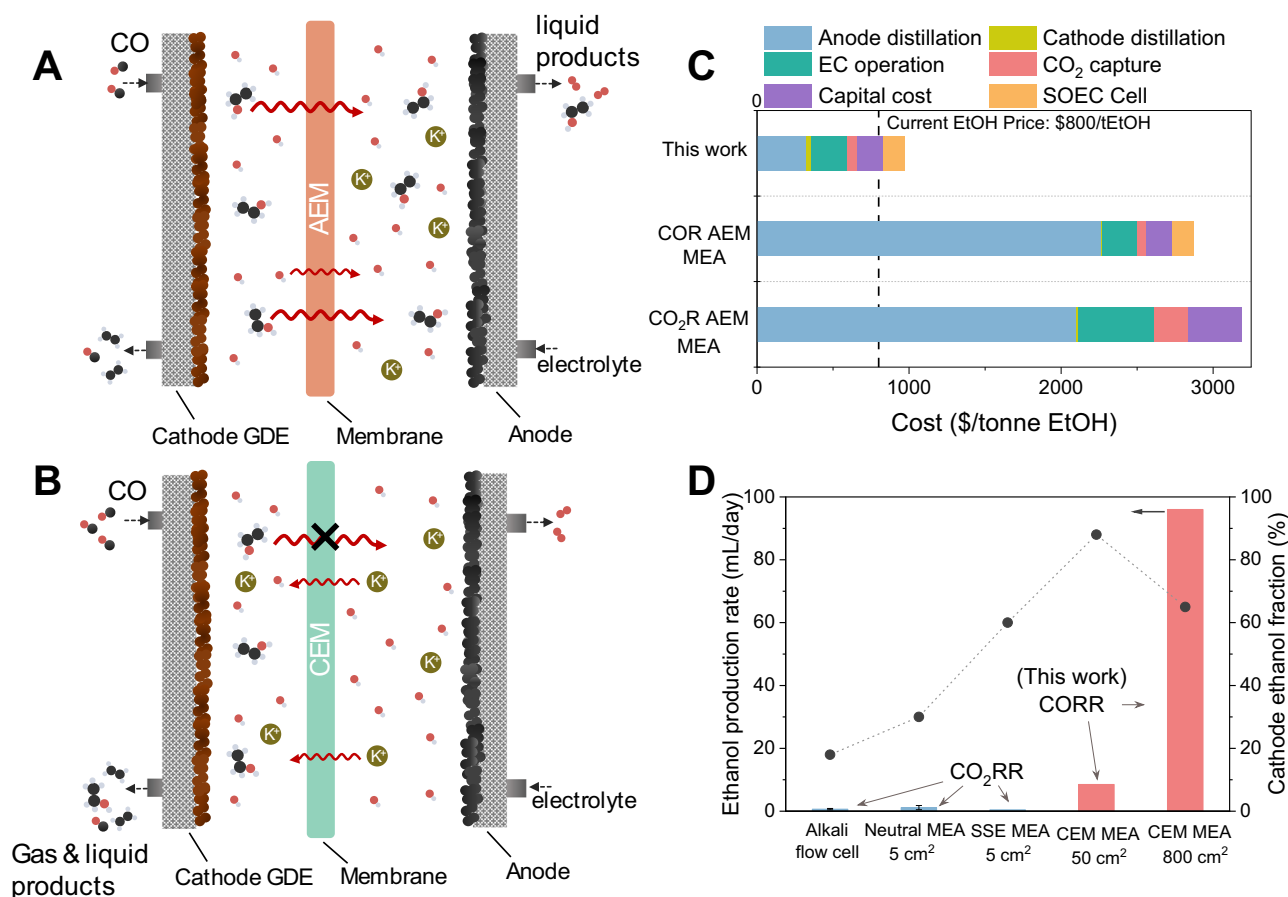 A
CO
liquid
products
AEM
K⁺
K⁺
K⁺
K⁺
electrolyte
Cathode GDE
Membrane
Anode
B
CO
CEM
K⁺
K⁺
K⁺
K⁺
K⁺
K⁺
electrolyte
Gas & liquid
products
Cathode GDE
Membrane
Anode
C
Anode distillation
Cathode distillation
EC operation
CO₂ capture
Capital cost
SOEC Cell
0
Current EtOH Price: $800/tEtOH
This work
COR AEM
MEA
CO₂R AEM
MEA
0 1000 2000 3000
Cost ($/tonne EtOH)
D
Ethanol production rate (mL/day)
100
80
60
40
20
0
(This work)
CORR
CO₂RR
100
80
60
40
20
0
Cathode ethanol fraction (%)
Alkali
flow cell
Neutral MEA
5 cm²
SSE MEA
5 cm²
CEM MEA
50 cm²
CEM MEA
800 cm²